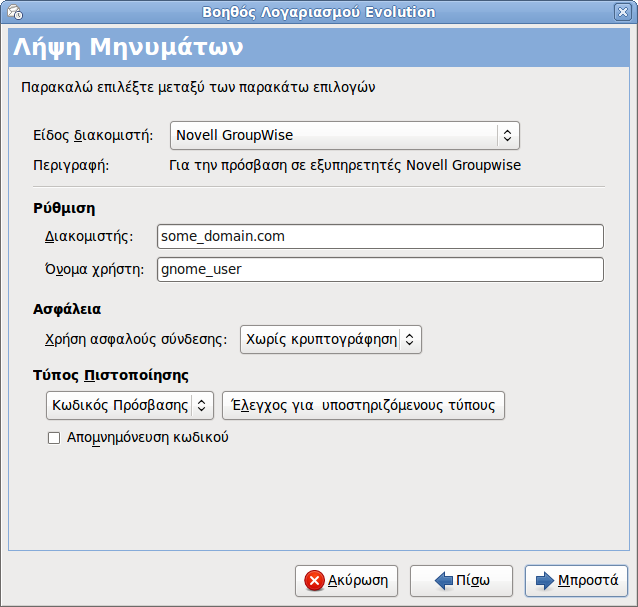 Βοηθός Λογαριασμού Evolution
Λήψη Μηνυμάτων
Παρακαλώ επιλέξτε μεταξύ των παρακάτω επιλογών
Είδος διακομιστή: Novell GroupWise
Περιγραφή: Για την πρόσβαση σε εξυπηρετητές Novell Groupwise
Ρύθμιση
Διακομιστής: some_domain.com
Όνομα χρήστη: gnome_user
Ασφάλεια
Χρήση ασφαλούς σύνδεσης: Χωρίς κρυπτογράφηση
Τύπος Πιστοποίησης
Κωδικός Πρόσβασης Έλεγχος για  υποστηριζόμενους τύπους
Απομνημόνευση κωδικού
Ακύρωση Πίσω Μπροστά